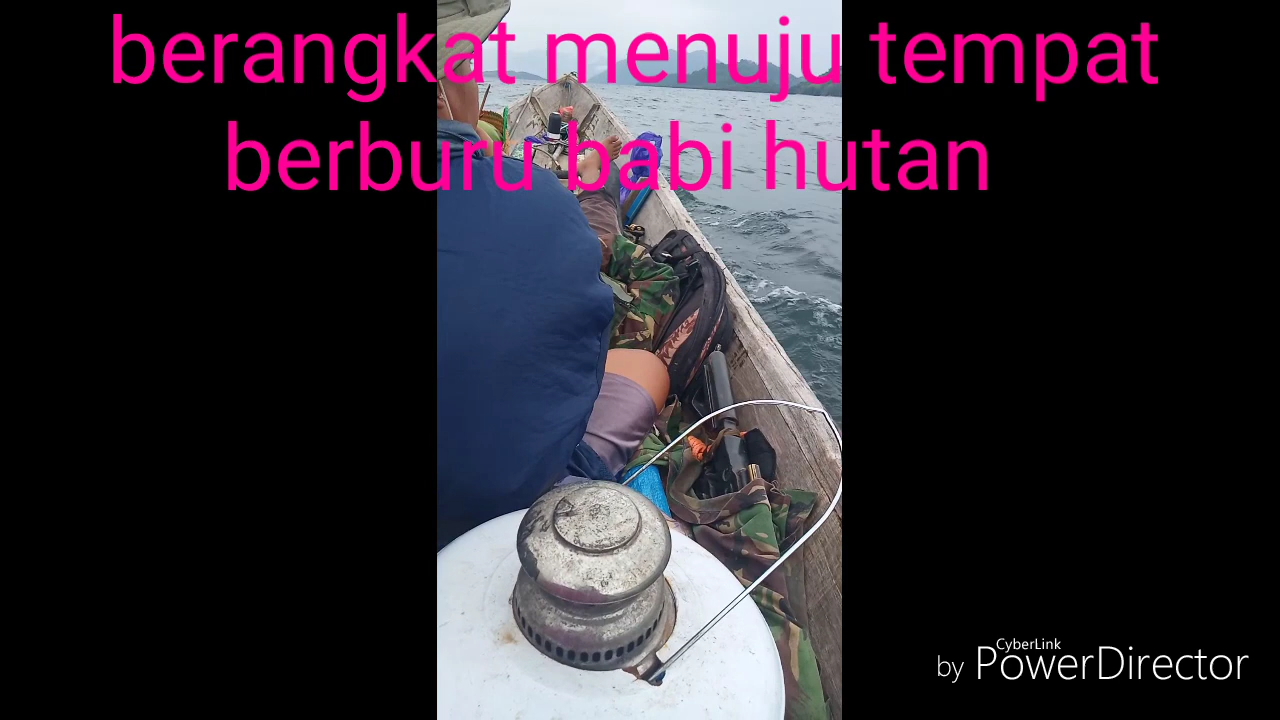 berangkat menuju tempat
berburu babi hutan
CyberLink
by PowerDirector